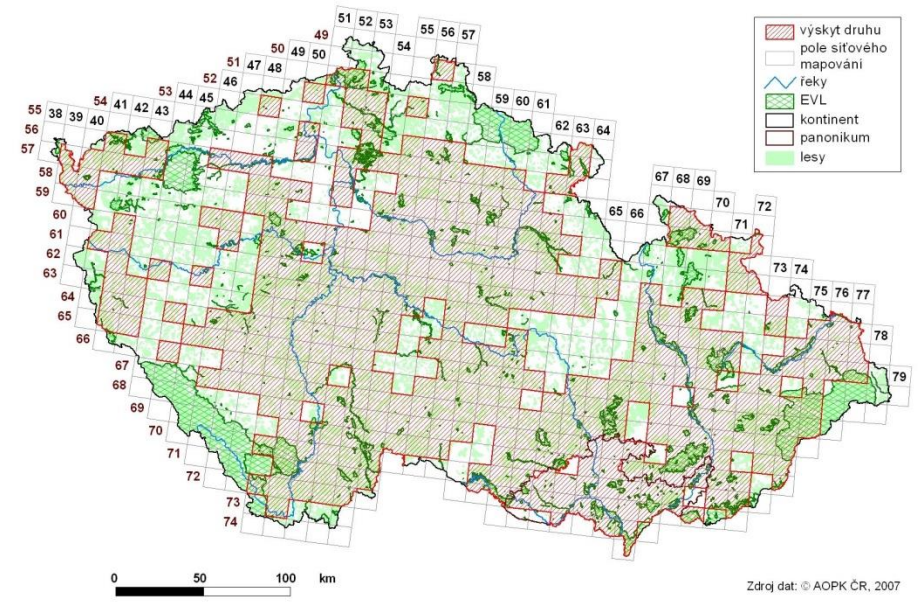 51 52 53
49
54
55 56 57
50 49 50
58
51 47 48
52 46
59 60 61
53 44 45
54 41 42 43
55 38 39 40
56
57
62 63 64
58
59
67 68 69
70
71
72
60
65 66
61
62
63
73 74
75 76 77
64
65
66
78
67
68
79
69
70
71
72
73
74
výskyt druhu
pole síťového
mapování
řeky
EVL
kontinent
panonikum
lesy
0 50 100 km
Zdroj dat: © AOPK ČR, 2007